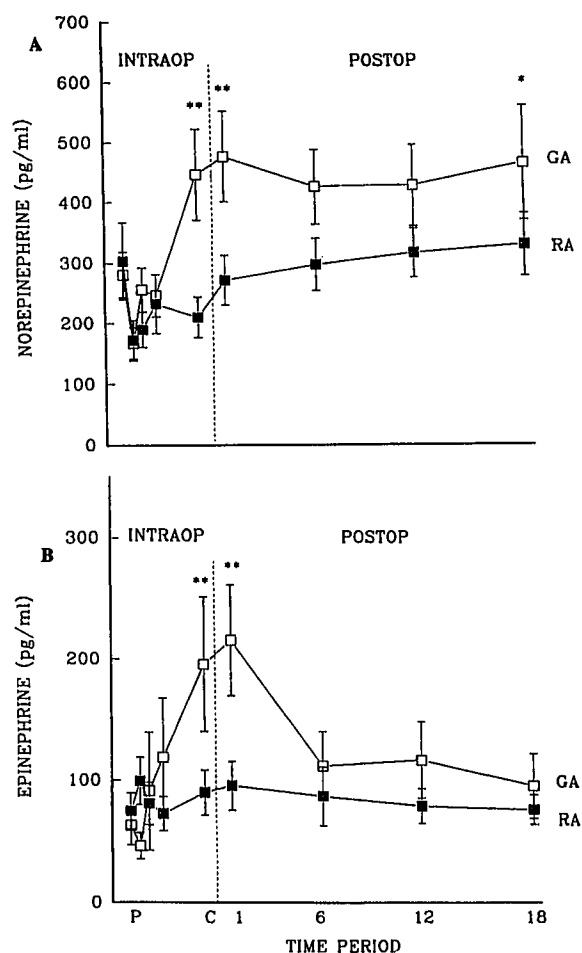 700
A
INTRAOP
POSTOP
600
**
**
*
500
GA
400
RA
300
200
100
0
NOREPINEPHRINE (pg/ml)
300
INTRAOP
POSTOP
B
**
**
200
100
GA
RA
0
EPINEPHRINE (pg/ml)
P
C
1
6
12
18
TIME PERIOD